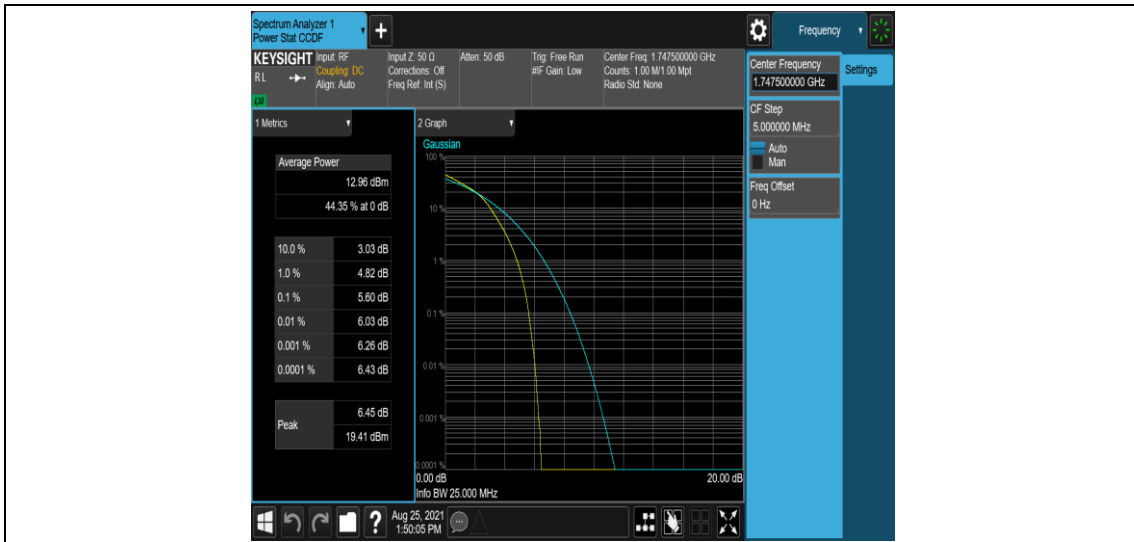 Spectrum Analyzer 1
Power Stat CCDF
+
Frequency
KEYSIGHT
RL
LXI
Input: RF
Coupling: DC
Align: Auto
Input Z: 50 Ω
Corrections: Off
Freq Ref: Int (S)
Atten: 50 dB
Trig: Free Run
#IF Gain: Low
Center Freq: 1.747500000 GHz
Counts: 1.00 M/1.00 Mpt
Radio Std: None
Center Frequency
1.747500000 GHz
Settings
CF Step
5.000000 MHz
Auto
Man
Freq Offset
0 Hz
1 Metrics
Average Power
12.96 dBm
44.35 % at 0 dB
10.0 % 3.03 dB
1.0 % 4.82 dB
0.1 % 5.60 dB
0.01 % 6.03 dB
0.001 % 6.26 dB
0.0001 % 6.43 dB
Peak 6.45 dB
19.41 dBm
2 Graph
Gaussian
100 %
10 %
1 %
0.1 %
0.01 %
0.001 %
0.0001 %
0.00 dB 20.00 dB
Info BW 25.000 MHz
?
Aug 25, 2021
1:50:05 PM